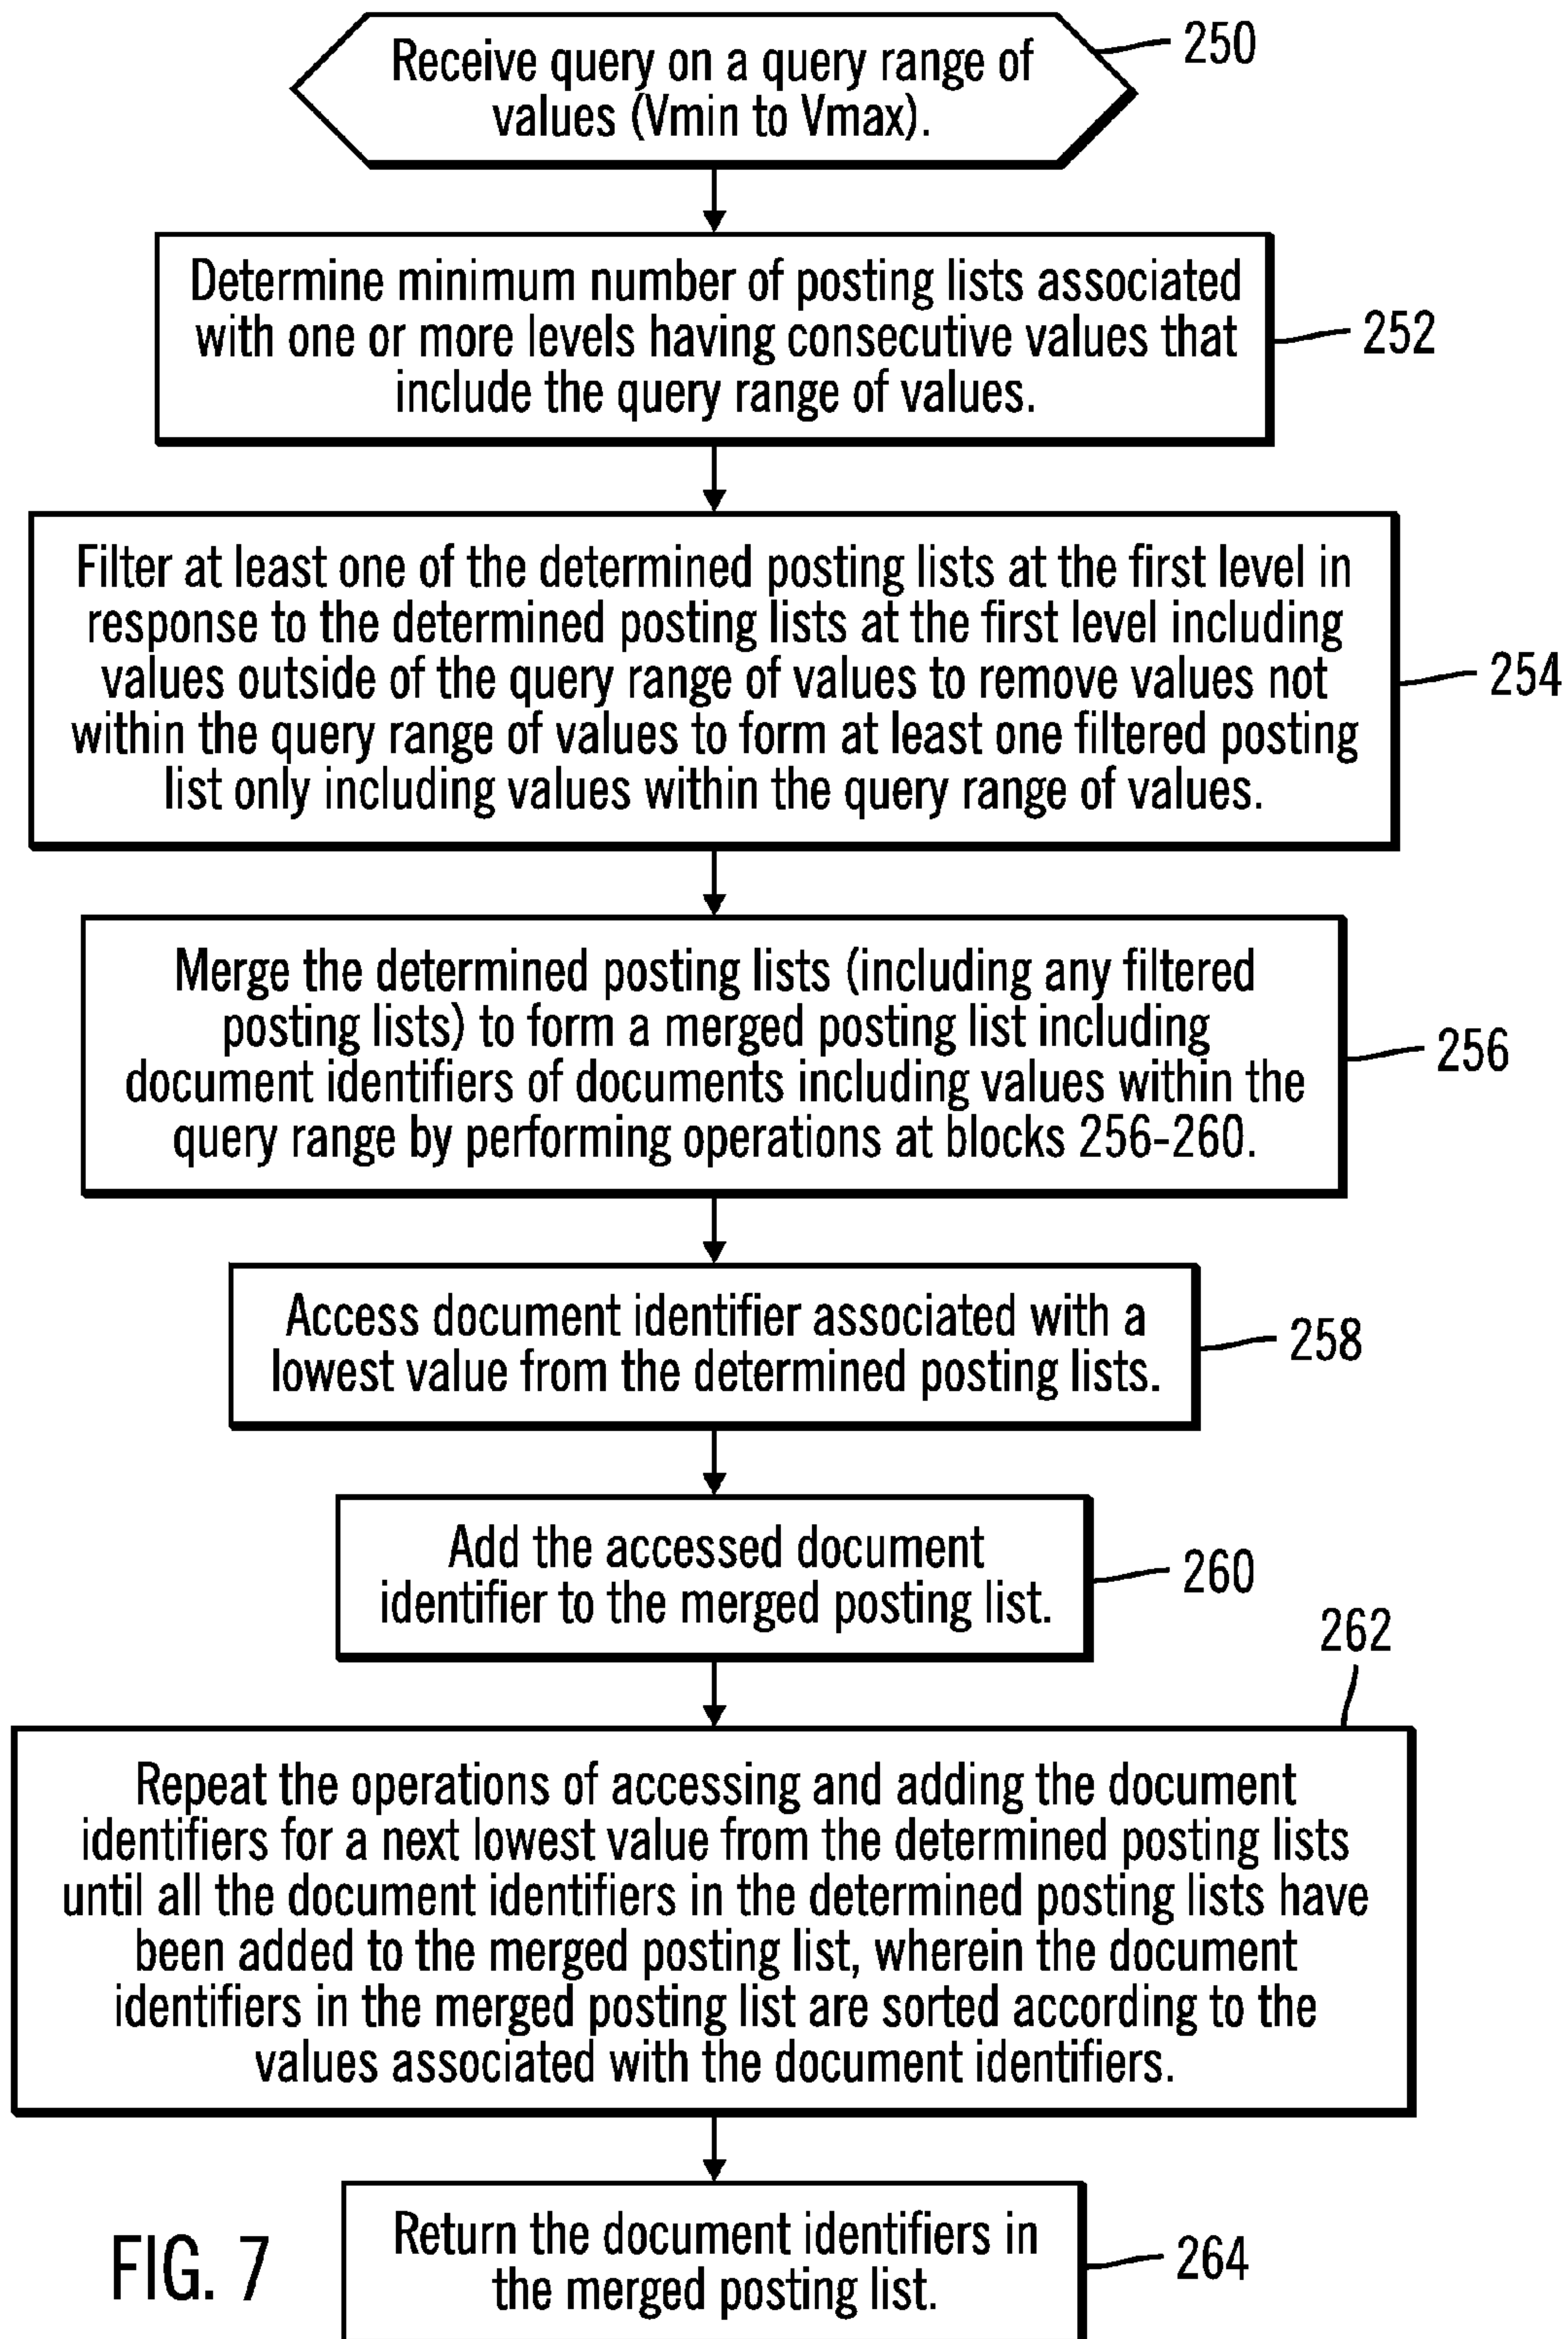 Receive query on a query range of
values (Vmin to Vmax).
250
Determine minimum number of posting lists associated
with one or more levels having consecutive values that
include the query range of values.
252
Filter at least one of the determined posting lists at the first level in
response to the determined posting lists at the first level including
values outside of the query range of values to remove values not
within the query range of values to form at least one filtered posting
list only including values within the query range of values.
254
Merge the determined posting lists (including any filtered
posting lists) to form a merged posting list including
document identifiers of documents including values within the
query range by performing operations at blocks 256-260.
256
Access document identifier associated with a
lowest value from the determined posting lists.
258
Add the accessed document
identifier to the merged posting list.
260
262
Repeat the operations of accessing and adding the document
identifiers for a next lowest value from the determined posting lists
until all the document identifiers in the determined posting lists have
been added to the merged posting list, wherein the document
identifiers in the merged posting list are sorted according to the
values associated with the document identifiers.
Return the document identifiers in
the merged posting list.
264
FIG. 7